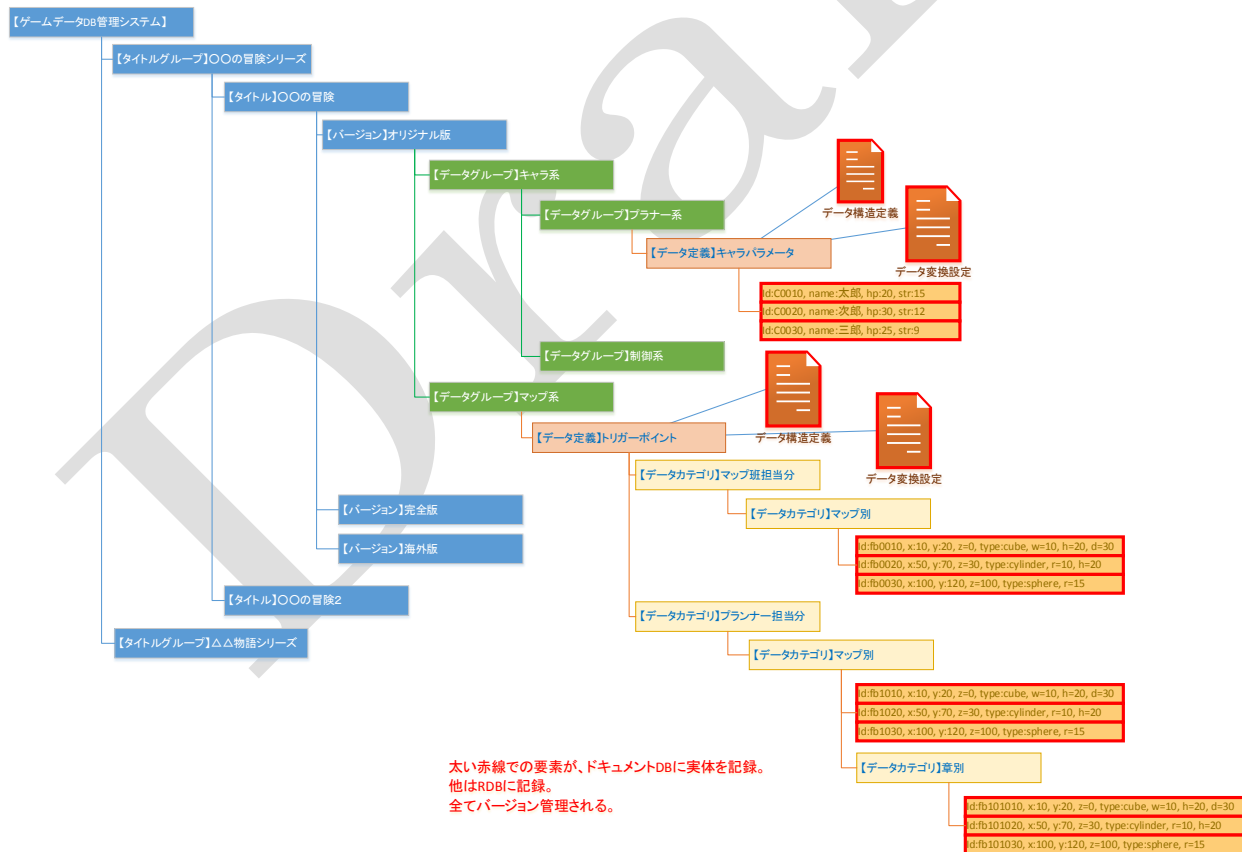 【ゲームデータDB管理システム】
【タイトルグループ】〇〇の冒険シリーズ
【タイトル】〇〇の冒険
【バージョン】オリジナル版
【データグループ】キャラ系
【データグループ】プラナー系
データ構造定義
【データ定義】キャラパラメータ
データ変換設定
id:C0010, name:太郎, hp:20, str:15
id:C0020, name:次郎, hp:30, str:12
id:C0030, name:三郎, hp:25, str:9
【データグループ】制御系
【データグループ】マップ系
【データ定義】トリガーポイント
データ構造定義
データ変換設定
【データカテゴリ】マップ班担当分
【データカテゴリ】マップ別
【バージョン】完全版
【バージョン】海外版
id:fb0010, x:10, y:20, z=0, type:cube, w=10, h=20, d=30
id:fb0020, x:50, y:70, z=30, type:cylinder, r=10, h=20
id:fb0030, x:100, y:120, z=100, type:sphere, r=15
【タイトル】〇〇の冒険2
【データカテゴリ】プランナー担当分
【タイトルグループ】△△物語シリーズ
【データカテゴリ】マップ別
id:fb1010, x:10, y:20, z=0, type:cube, w=10, h=20, d=30
id:fb1020, x:50, y:70, z=30, type:cylinder, r=10, h=20
id:fb1030, x:100, y:120, z=100, type:sphere, r=15
【データカテゴリ】章別
太い赤線での要素が、ドキュメントDBに実体を記録。
他はRDBに記録。
全てバージョン管理される。
id:fb101010, x:10, y:20, z=0, type:cube, w=10, h=20, d=30
id:fb101020, x:50, y:70, z=30, type:cylinder, r=10, h=20
id:fb101030, x:100, y:120, z=100, type:sphere, r=15